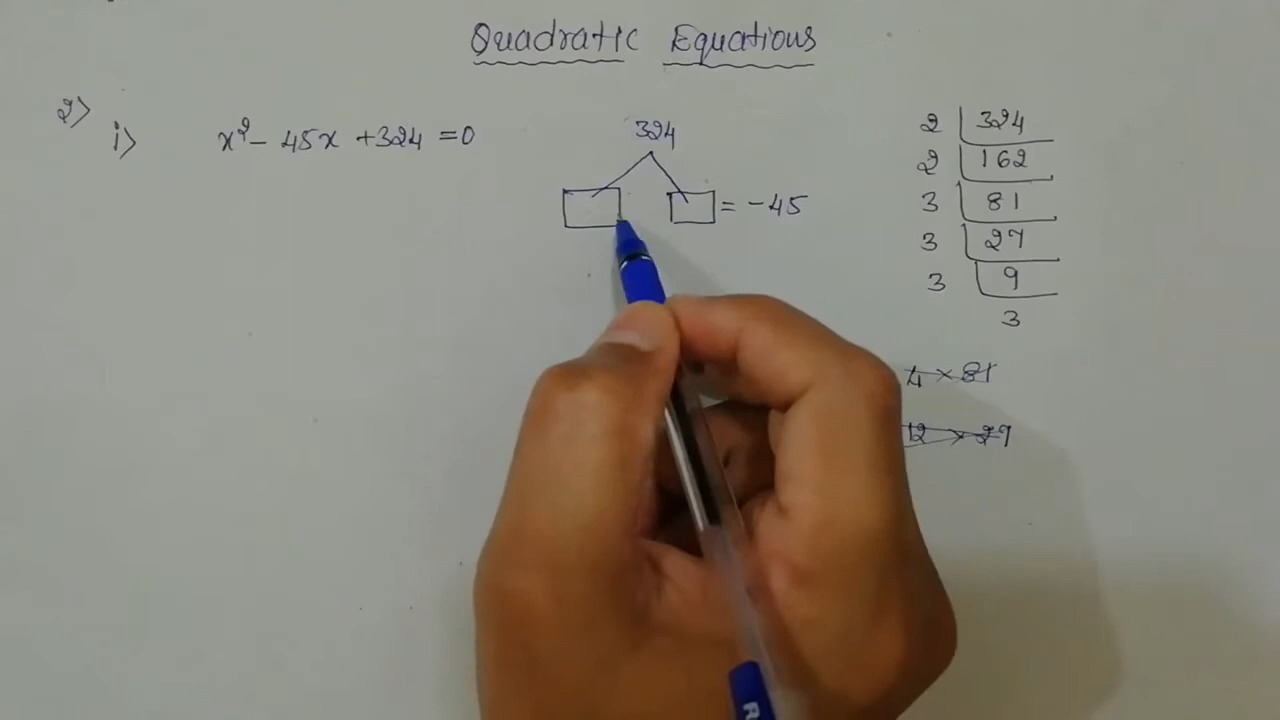 Quadratic Equations
2>
i> x² - 45x + 324 = 0
324
= -45
2 | 324
2 | 162
3 | 81
3 | 27
3 | 9
3
4 × 81
12 × 27
R